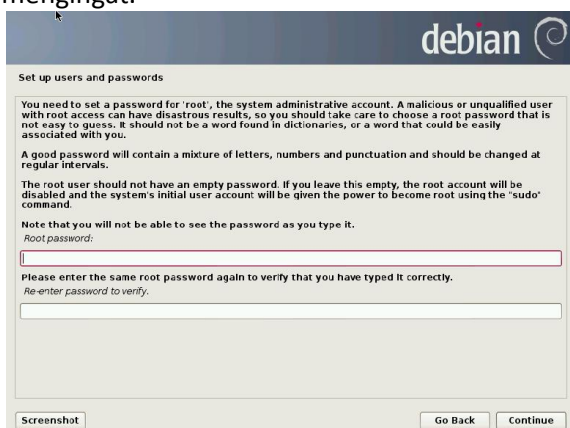 mengingat.
debian
Set up users and passwords
You need to set a password for 'root', the system administrative account. A malicious or unqualified user
with root access can have disastrous results, so you should take care to choose a root password that is
not easy to guess. It should not be a word found in dictionaries, or a word that could be easily
associated with you.
A good password will contain a mixture of letters, numbers and punctuation and should be changed at
regular intervals.
The root user should not have an empty password. If you leave this empty, the root account will be
disabled and the system's initial user account will be given the power to become root using the "sudo"
command.
Note that you will not be able to see the password as you type it.
Root password:
Please enter the same root password again to verify that you have typed it correctly.
Re-enter password to verify.
Screenshot
Go Back
Continue